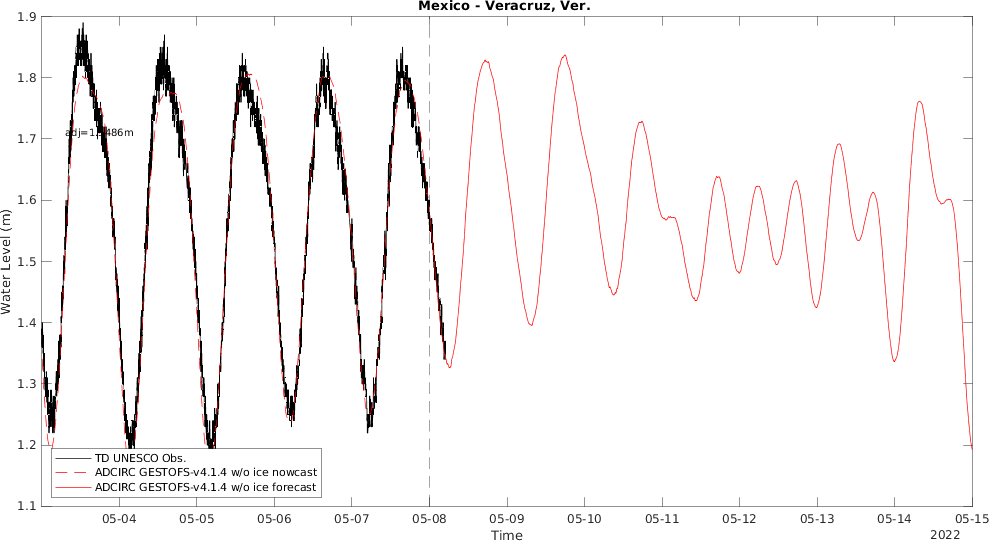 Mexico - Veracruz, Ver.
1.9
1.8
1.7
1.6
1.5
1.4
1.3
1.2
1.1
Water Level (m)
TD UNESCO Obs.
ADCIRC GESTOFS-v4.1.4 w/o ice nowcast
ADCIRC GESTOFS-v4.1.4 w/o ice forecast
05-04 05-05 05-06 05-07 05-08 05-09 05-10 05-11 05-12 05-13 05-14 05-15
Time
2022